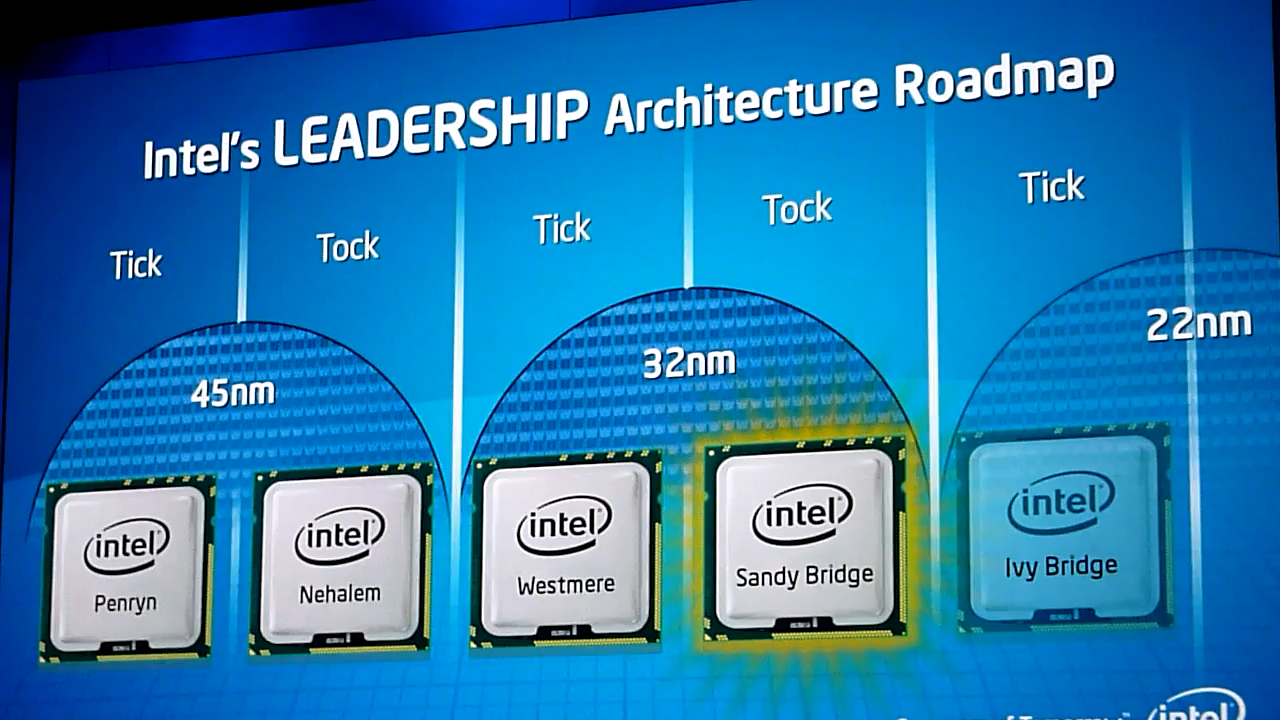 Intel's LEADERSHIP Architecture Roadmap
Tick
Tock
Tick
Tock
Tick
45nm
32nm
22nm
intel
Penryn
intel
Nehalem
intel
Westmere
intel
Sandy Bridge
intel
Ivy Bridge
intel